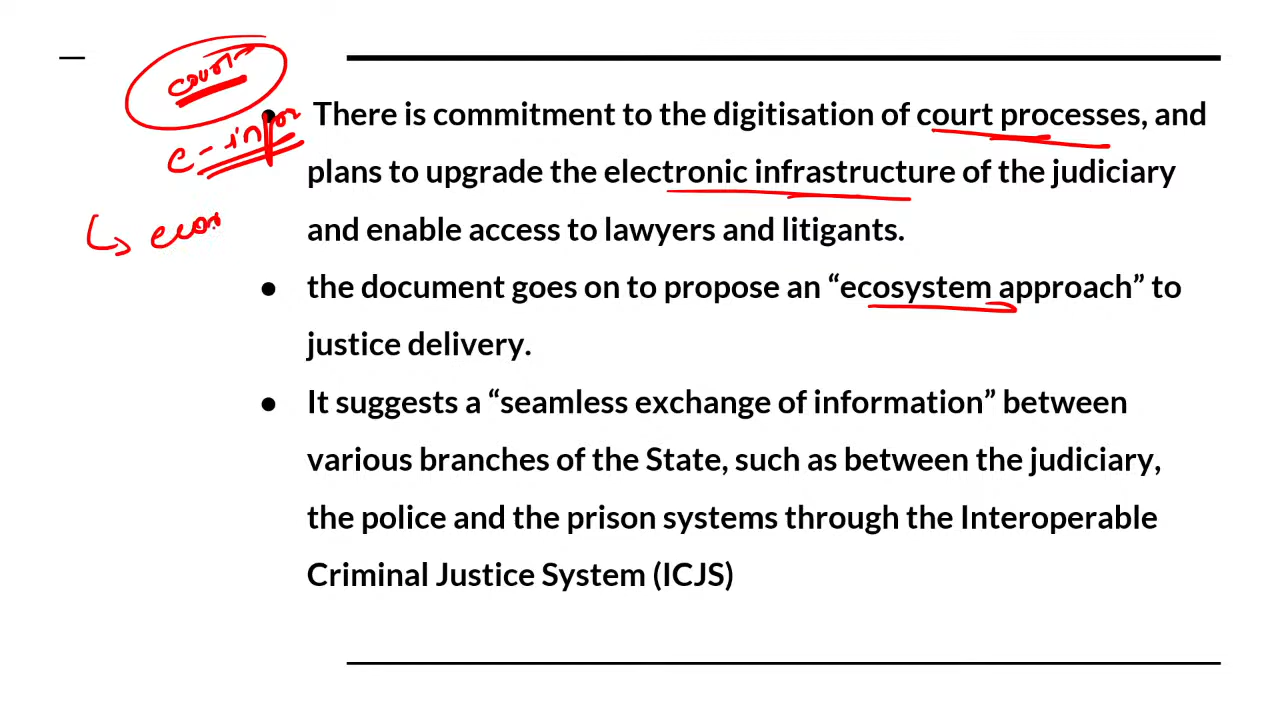 court
e-infor
There is commitment to the digitisation of court processes, and
plans to upgrade the electronic infrastructure of the judiciary
and enable access to lawyers and litigants.
● the document goes on to propose an “ecosystem approach” to
justice delivery.
● It suggests a “seamless exchange of information” between
various branches of the State, such as between the judiciary,
the police and the prison systems through the Interoperable
Criminal Justice System (ICJS)